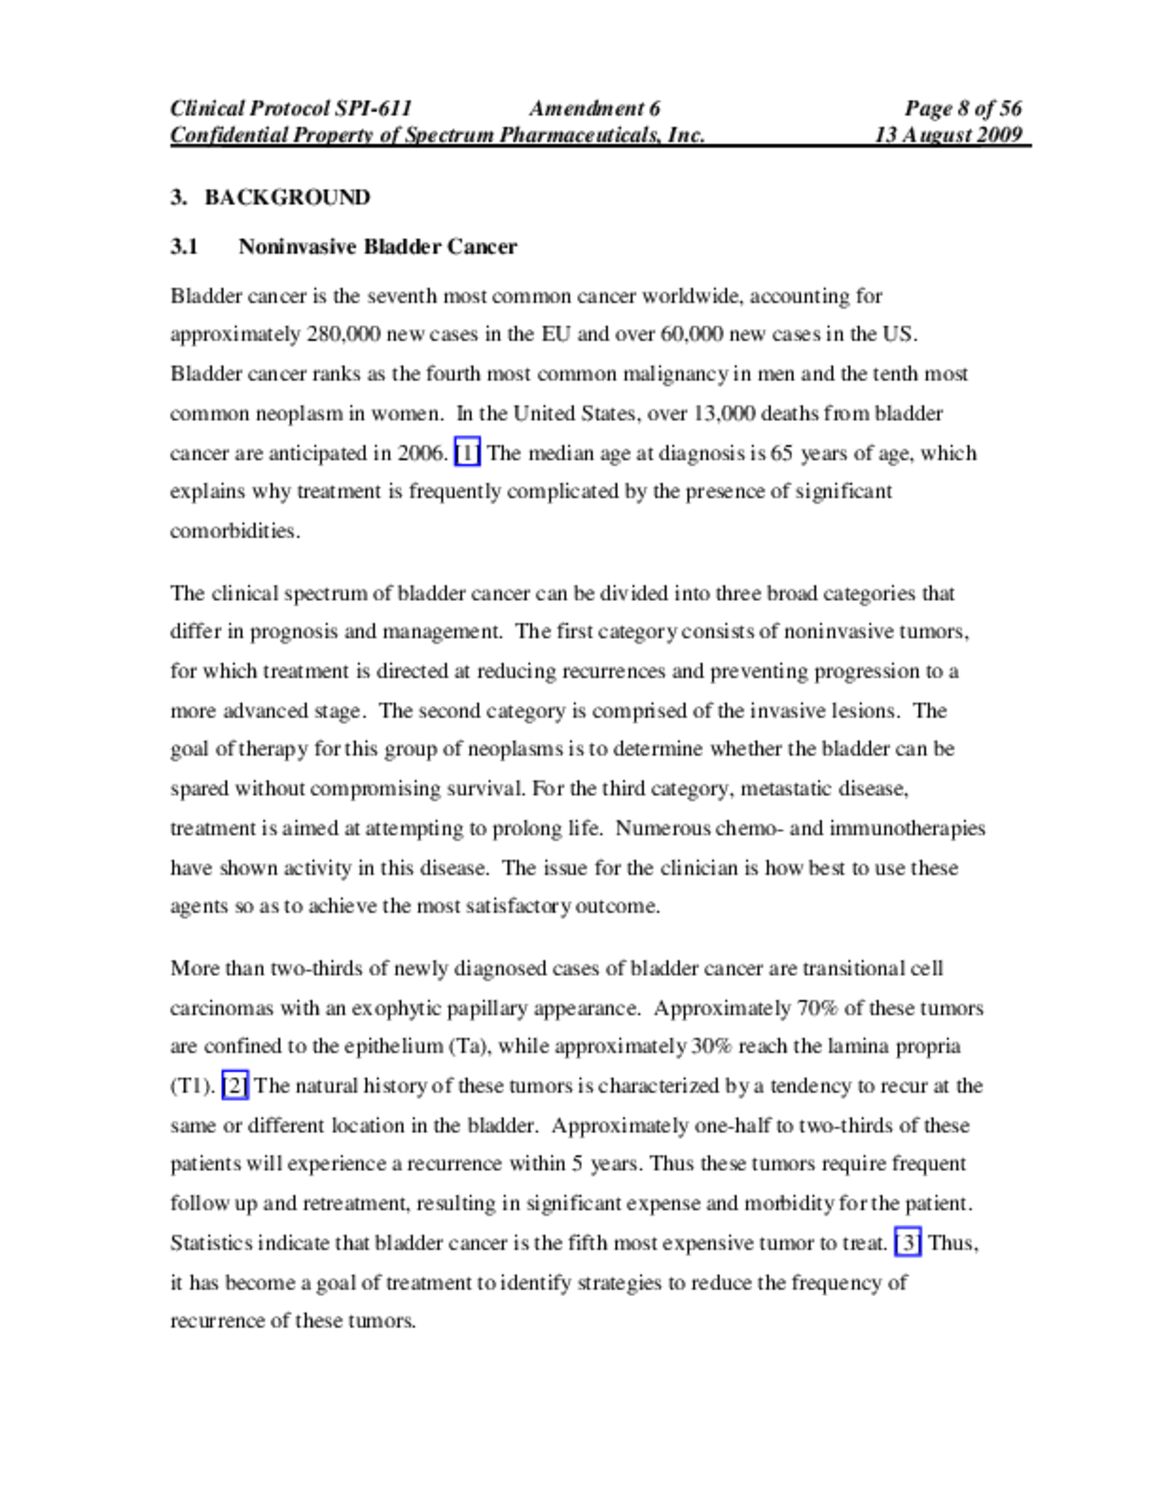 Clinical Protocol SPI-611 Amendment 6 Page 8 of 56
Confidential Property of Spectrum Pharmaceuticals, Inc. 13 August 2009
3. BACKGROUND
3.1 Noninvasive Bladder Cancer
Bladder cancer is the seventh most common cancer worldwide, accounting for
approximately 280,000 new cases in the EU and over 60,000 new cases in the US.
Bladder cancer ranks as the fourth most common malignancy in men and the tenth most
common neoplasm in women. In the United States, over 13,000 deaths from bladder
cancer are anticipated in 2006. [1] The median age at diagnosis is 65 years of age, which
explains why treatment is frequently complicated by the presence of significant
comorbidities.
The clinical spectrum of bladder cancer can be divided into three broad categories that
differ in prognosis and management. The first category consists of noninvasive tumors,
for which treatment is directed at reducing recurrences and preventing progression to a
more advanced stage. The second category is comprised of the invasive lesions. The
goal of therapy for this group of neoplasms is to determine whether the bladder can be
spared without compromising survival. For the third category, metastatic disease,
treatment is aimed at attempting to prolong life. Numerous chemo- and immunotherapies
have shown activity in this disease. The issue for the clinician is how best to use these
agents so as to achieve the most satisfactory outcome.
More than two-thirds of newly diagnosed cases of bladder cancer are transitional cell
carcinomas with an exophytic papillary appearance. Approximately 70% of these tumors
are confined to the epithelium (Ta), while approximately 30% reach the lamina propria
(T1). [2] The natural history of these tumors is characterized by a tendency to recur at the
same or different location in the bladder. Approximately one-half to two-thirds of these
patients will experience a recurrence within 5 years. Thus these tumors require frequent
follow up and retreatment, resulting in significant expense and morbidity for the patient.
Statistics indicate that bladder cancer is the fifth most expensive tumor to treat. [3] Thus,
it has become a goal of treatment to identify strategies to reduce the frequency of
recurrence of these tumors.